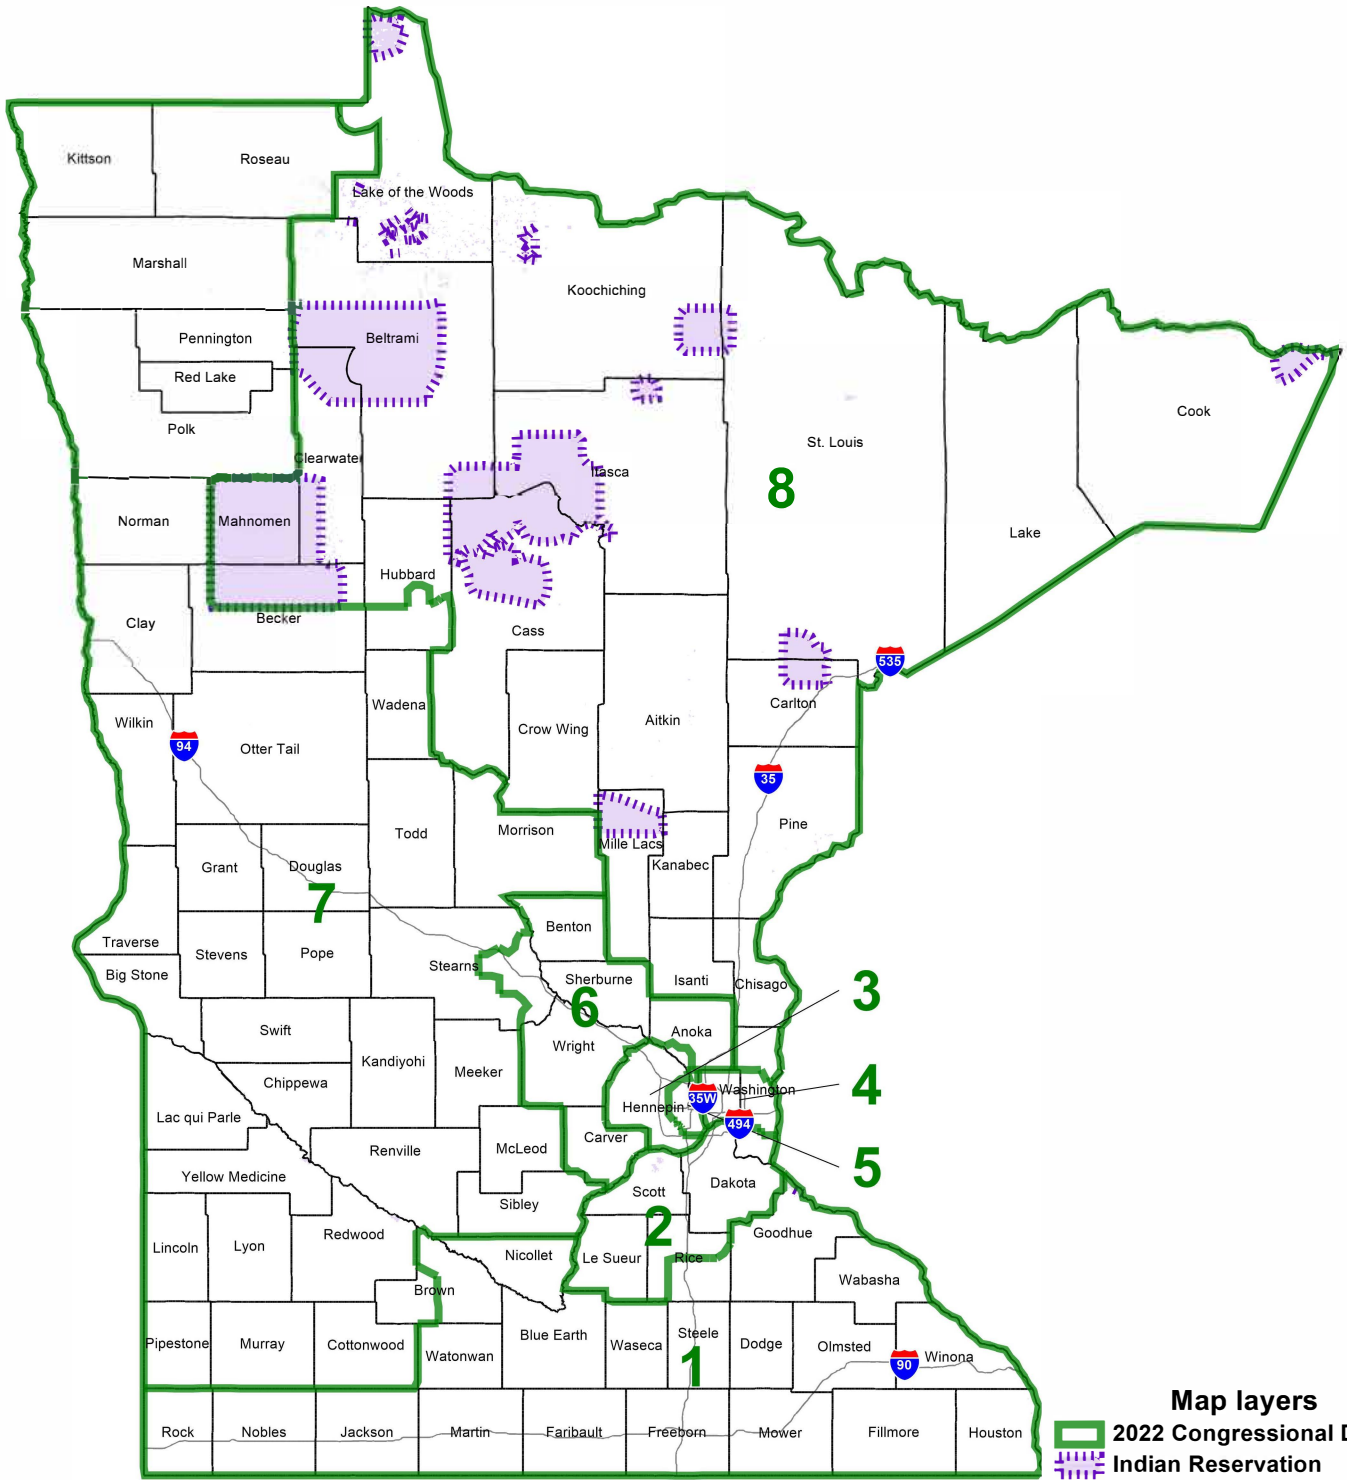 Kittson
Roseau
Lake of the Woods
Marshall
Koochiching
Pennington
Beltrami
Red Lake
Cook
Polk
St. Louis
Clearwater
Itasca
8
Norman
Mahnomen
Lake
Hubbard
Clay
Becker
Cass
535
Wadena
Carlton
Wilkin
Crow Wing
Aitkin
94
Otter Tail
35
Todd
Morrison
Pine
Mille Lacs
Grant
Douglas
Kanabec
7
Benton
Traverse
Stevens
Pope
Stearns
Big Stone
Sherburne
Isanti
Chisago
3
6
Swift
Anoka
Kandiyohi
Wright
Meeker
Chippewa
4
Washington
35W
Hennepin
Lac qui Parle
494
Carver
Renville
McLeod
5
Yellow Medicine
Dakota
Scott
Sibley
2
Redwood
Goodhue
Lincoln
Lyon
Nicollet
Le Sueur
Rice
Wabasha
Brown
Pipestone
Murray
Cottonwood
Watonwan
Blue Earth
Waseca
Steele
Dodge
Olmsted
Winona
1
90
Rock
Nobles
Jackson
Martin
Faribault
Freeborn
Mower
Fillmore
Houston
Map layers
2022 Congressional D
Indian Reservation